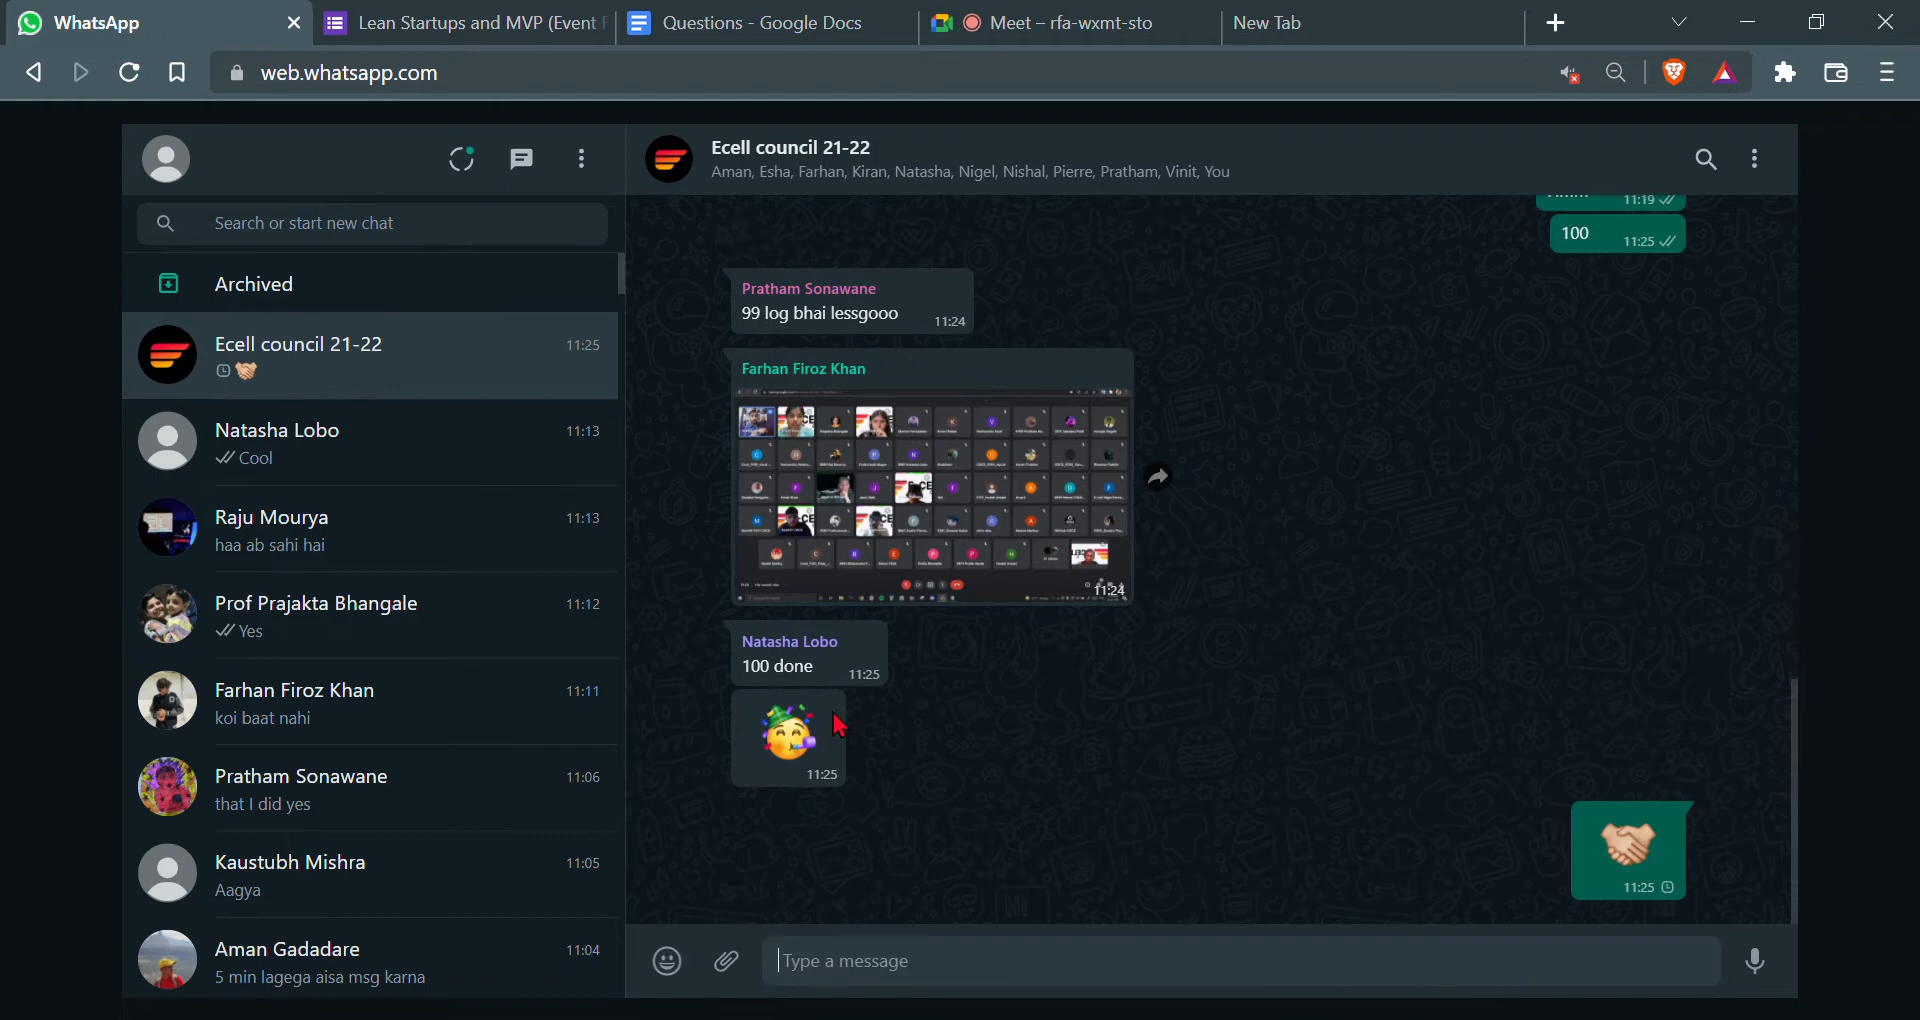 WhatsApp
Lean Startups and MVP (Event F
Questions - Google Docs
Meet – rfa-wxmt-sto
New Tab
web.whatsapp.com
Ecell council 21-22
Aman, Esha, Farhan, Kiran, Natasha, Nigel, Nishal, Pierre, Pratham, Vinit, You
Search or start new chat
Archived
Ecell council 21-22
11:25
Natasha Lobo
11:13
Cool
Raju Mourya
11:13
haa ab sahi hai
Prof Prajakta Bhangale
11:12
Yes
Farhan Firoz Khan
11:11
koi baat nahi
Pratham Sonawane
11:06
that I did yes
Kaustubh Mishra
11:05
Aagya
Aman Gadadare
11:04
5 min lagega aisa msg karna
11:19
100
11:25
Pratham Sonawane
99 log bhai lessgooo
11:24
Farhan Firoz Khan
11:24
Natasha Lobo
100 done
11:25
11:25
11:25
Type a message